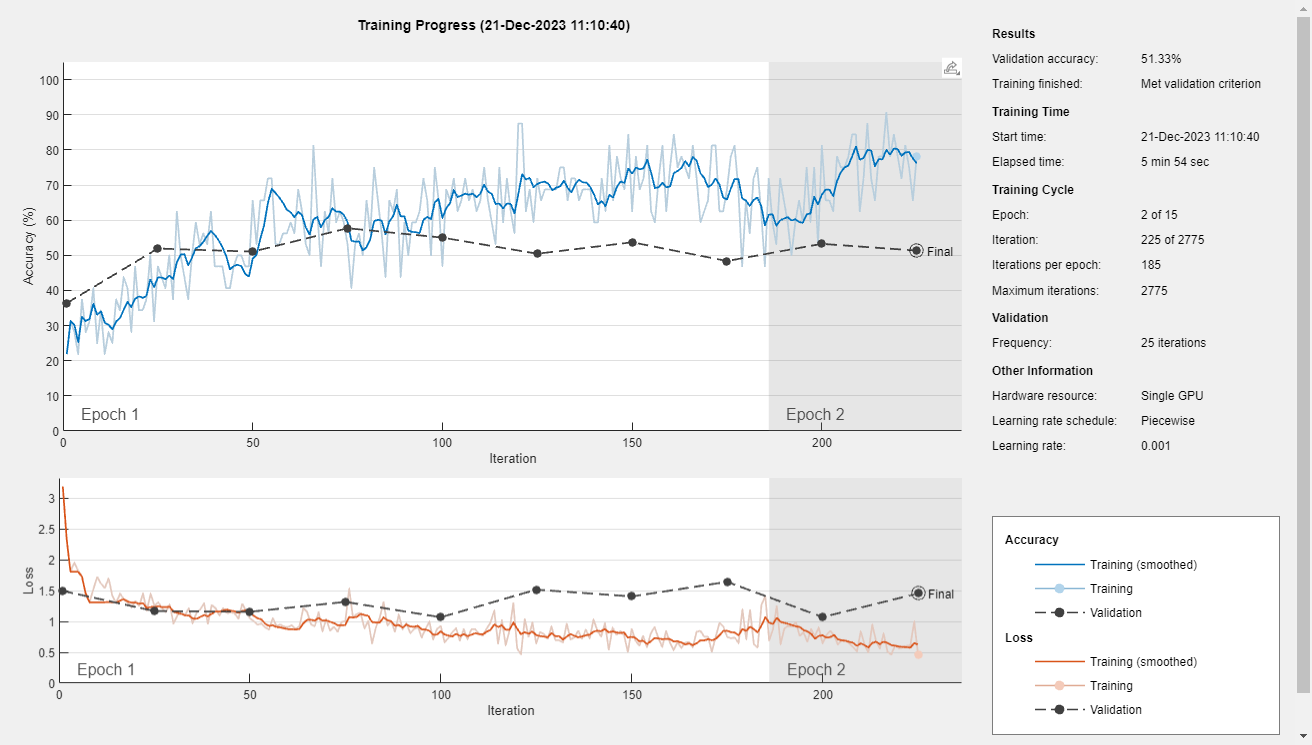 Training Progress (21-Dec-2023 11:10:40)
100
90
80
70
60
50
40
30
20
10
0
Accuracy (%)
Final
Epoch 1
Epoch 2
0
50
100
150
200
Iteration
3
2.5
2
1.5
1
0.5
0
Loss
Final
Epoch 1
Epoch 2
0
50
100
150
200
Iteration
Results
Validation accuracy: 51.33%
Training finished: Met validation criterion
Training Time
Start time: 21-Dec-2023 11:10:40
Elapsed time: 5 min 54 sec
Training Cycle
Epoch: 2 of 15
Iteration: 225 of 2775
Iterations per epoch: 185
Maximum iterations: 2775
Validation
Frequency: 25 iterations
Other Information
Hardware resource: Single GPU
Learning rate schedule: Piecewise
Learning rate: 0.001
Accuracy
Training (smoothed)
Training
Validation
Loss
Training (smoothed)
Training
Validation